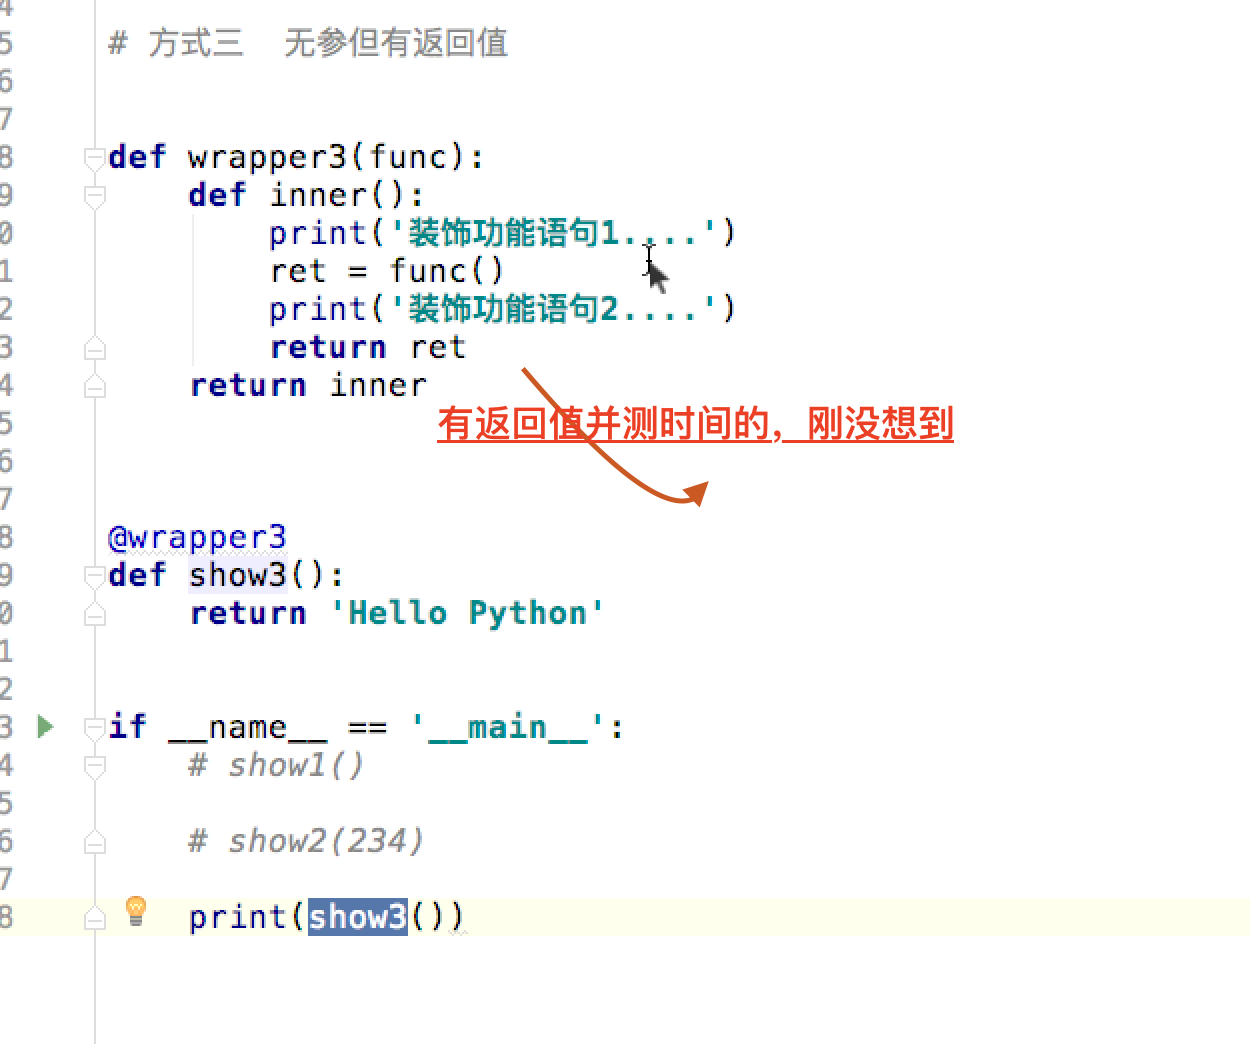 4
5 # 方式三  无参但有返回值
6
7
8 def wrapper3(func):
9     def inner():
0         print('装饰功能语句1....')
1         ret = func()
2         print('装饰功能语句2....')
3         return ret
4     return inner
5 有返回值并测时间的，刚没想到
6
7
8 @wrapper3
9 def show3():
0     return 'Hello Python'
1
2
3 if __name__ == '__main__':
4     # show1()
5
6     # show2(234)
7
8     print(show3())